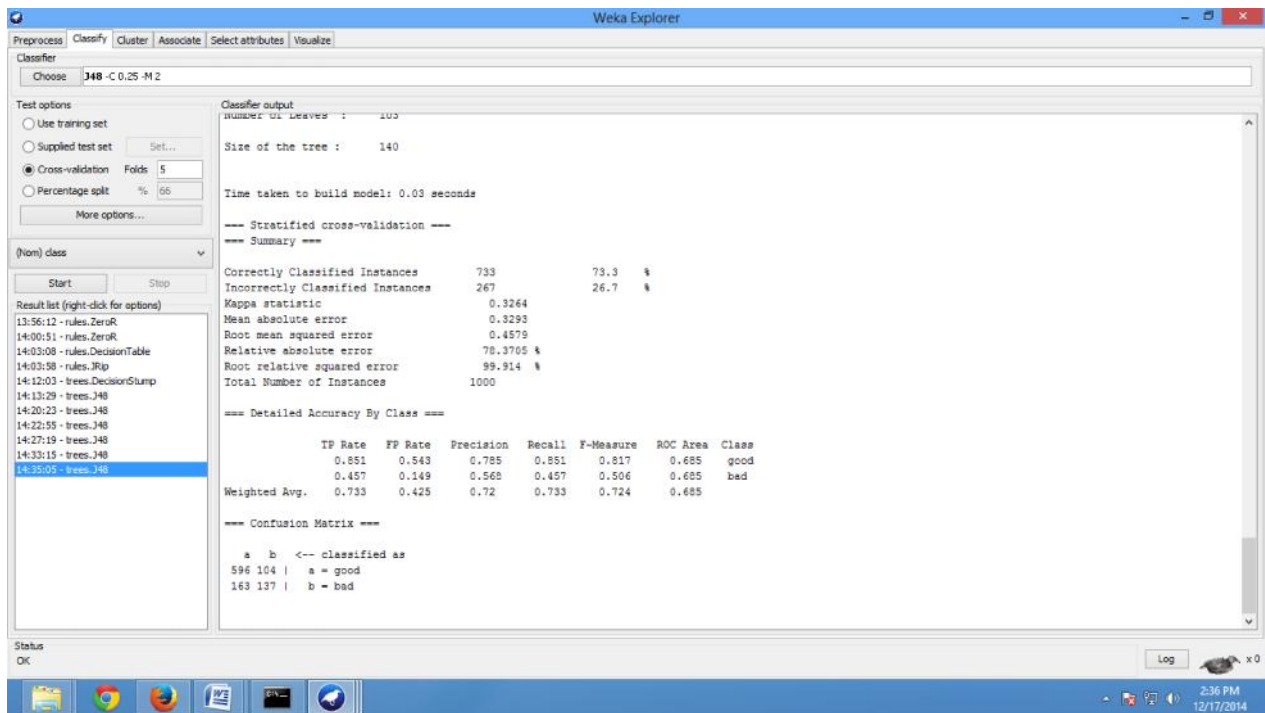 Weka Explorer
Preprocess Classify Cluster Associate Select attributes Visualize
Classifier
Choose J48 -C 0.25 -M 2
Test options
Use training set
Supplied test set Set...
Cross-validation Folds 5
Percentage split % 66
More options...
(Nom) class
Start Stop
Result list (right-click for options)
13:56:12 - rules.ZeroR
14:00:51 - rules.ZeroR
14:03:08 - rules.DecisionTable
14:03:58 - rules.JRip
14:12:03 - trees.DecisionStump
14:13:29 - trees.J48
14:20:23 - trees.J48
14:22:55 - trees.J48
14:27:19 - trees.J48
14:33:15 - trees.J48
14:35:05 - trees.J48
Classifier output
Number of Leaves : 103
Size of the tree : 140
Time taken to build model: 0.03 seconds
=== Stratified cross-validation ===
=== Summary ===
Correctly Classified Instances 733 73.3 %
Incorrectly Classified Instances 267 26.7 %
Kappa statistic 0.3264
Mean absolute error 0.3293
Root mean squared error 0.4579
Relative absolute error 78.3705 %
Root relative squared error 99.914 %
Total Number of Instances 1000
=== Detailed Accuracy By Class ===
TP Rate FP Rate Precision Recall F-Measure ROC Area Class
0.851 0.543 0.785 0.851 0.817 0.685 good
0.457 0.149 0.568 0.457 0.506 0.685 bad
Weighted Avg. 0.733 0.425 0.72 0.733 0.724 0.685
=== Confusion Matrix ===
a b <-- classified as
596 104 | a = good
163 137 | b = bad
Status
OK
Log x 0
2:36 PM
12/17/2014